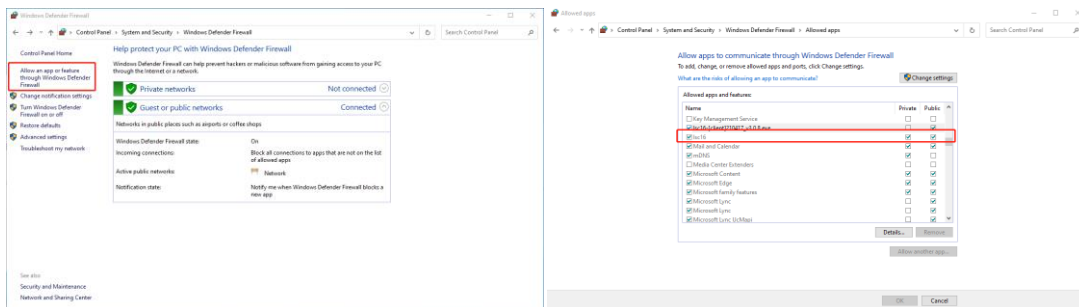 Windows Defender Firewall
Control Panel > System and Security > Windows Defender Firewall
Search Control Panel
Control Panel Home
Allow an app or feature
through Windows Defender
Firewall
Change notification settings
Turn Windows Defender
Firewall on or off
Restore defaults
Advanced settings
Troubleshoot my network
See also
Security and Maintenance
Network and Sharing Center
Help protect your PC with Windows Defender Firewall
Windows Defender Firewall can help prevent hackers or malicious software from gaining access to your PC
through the Internet or a network.
Private networks Not connected
Guest or public networks Connected
Networks in public places such as airports or coffee shops
Windows Defender Firewall state: On
Incoming connections: Block all connections to apps that are not on the list
of allowed apps
Active public networks: Network
Notification state: Notify me when Windows Defender Firewall blocks a
new app
Allowed apps
Control Panel > System and Security > Windows Defender Firewall > Allowed apps
Search Control Panel
Allow apps to communicate through Windows Defender Firewall
To add, change, or remove allowed apps and ports, click Change settings.
What are the risks of allowing an app to communicate? Change settings
Allowed apps and features:
Name Private Public
Key Management Service
Mail and Calendar
mDNS
Media Center Extenders
Microsoft Content
Microsoft Edge
Microsoft family features
Microsoft Lync
Microsoft Lync
Microsoft Lync UcMapi
Details... Remove
Allow another app...
OK Cancel